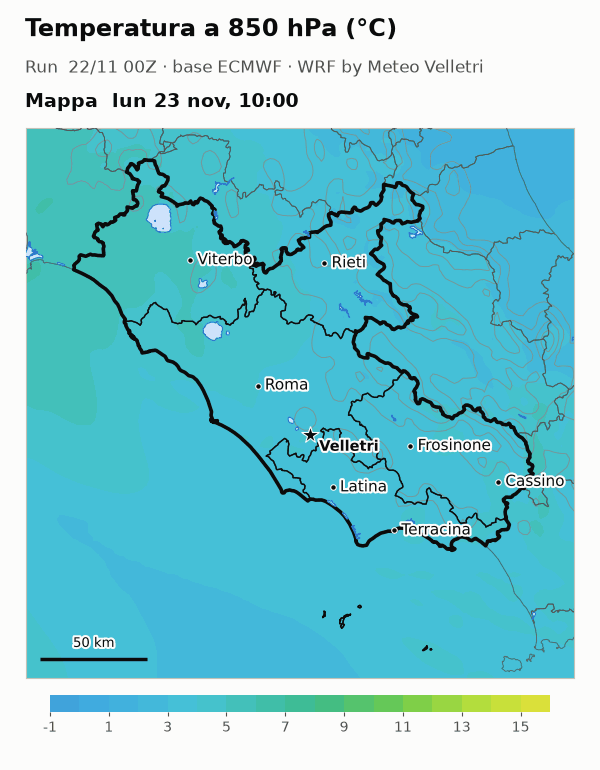 Temperatura a 850 hPa (°C)
Run  22/11 00Z · base ECMWF · WRF by Meteo Velletri
Mappa  lun 23 nov, 10:00
Viterbo
Rieti
Roma
Velletri
Frosinone
Cassino
Latina
Terracina
50 km
-1 1 3 5 7 9 11 13 15